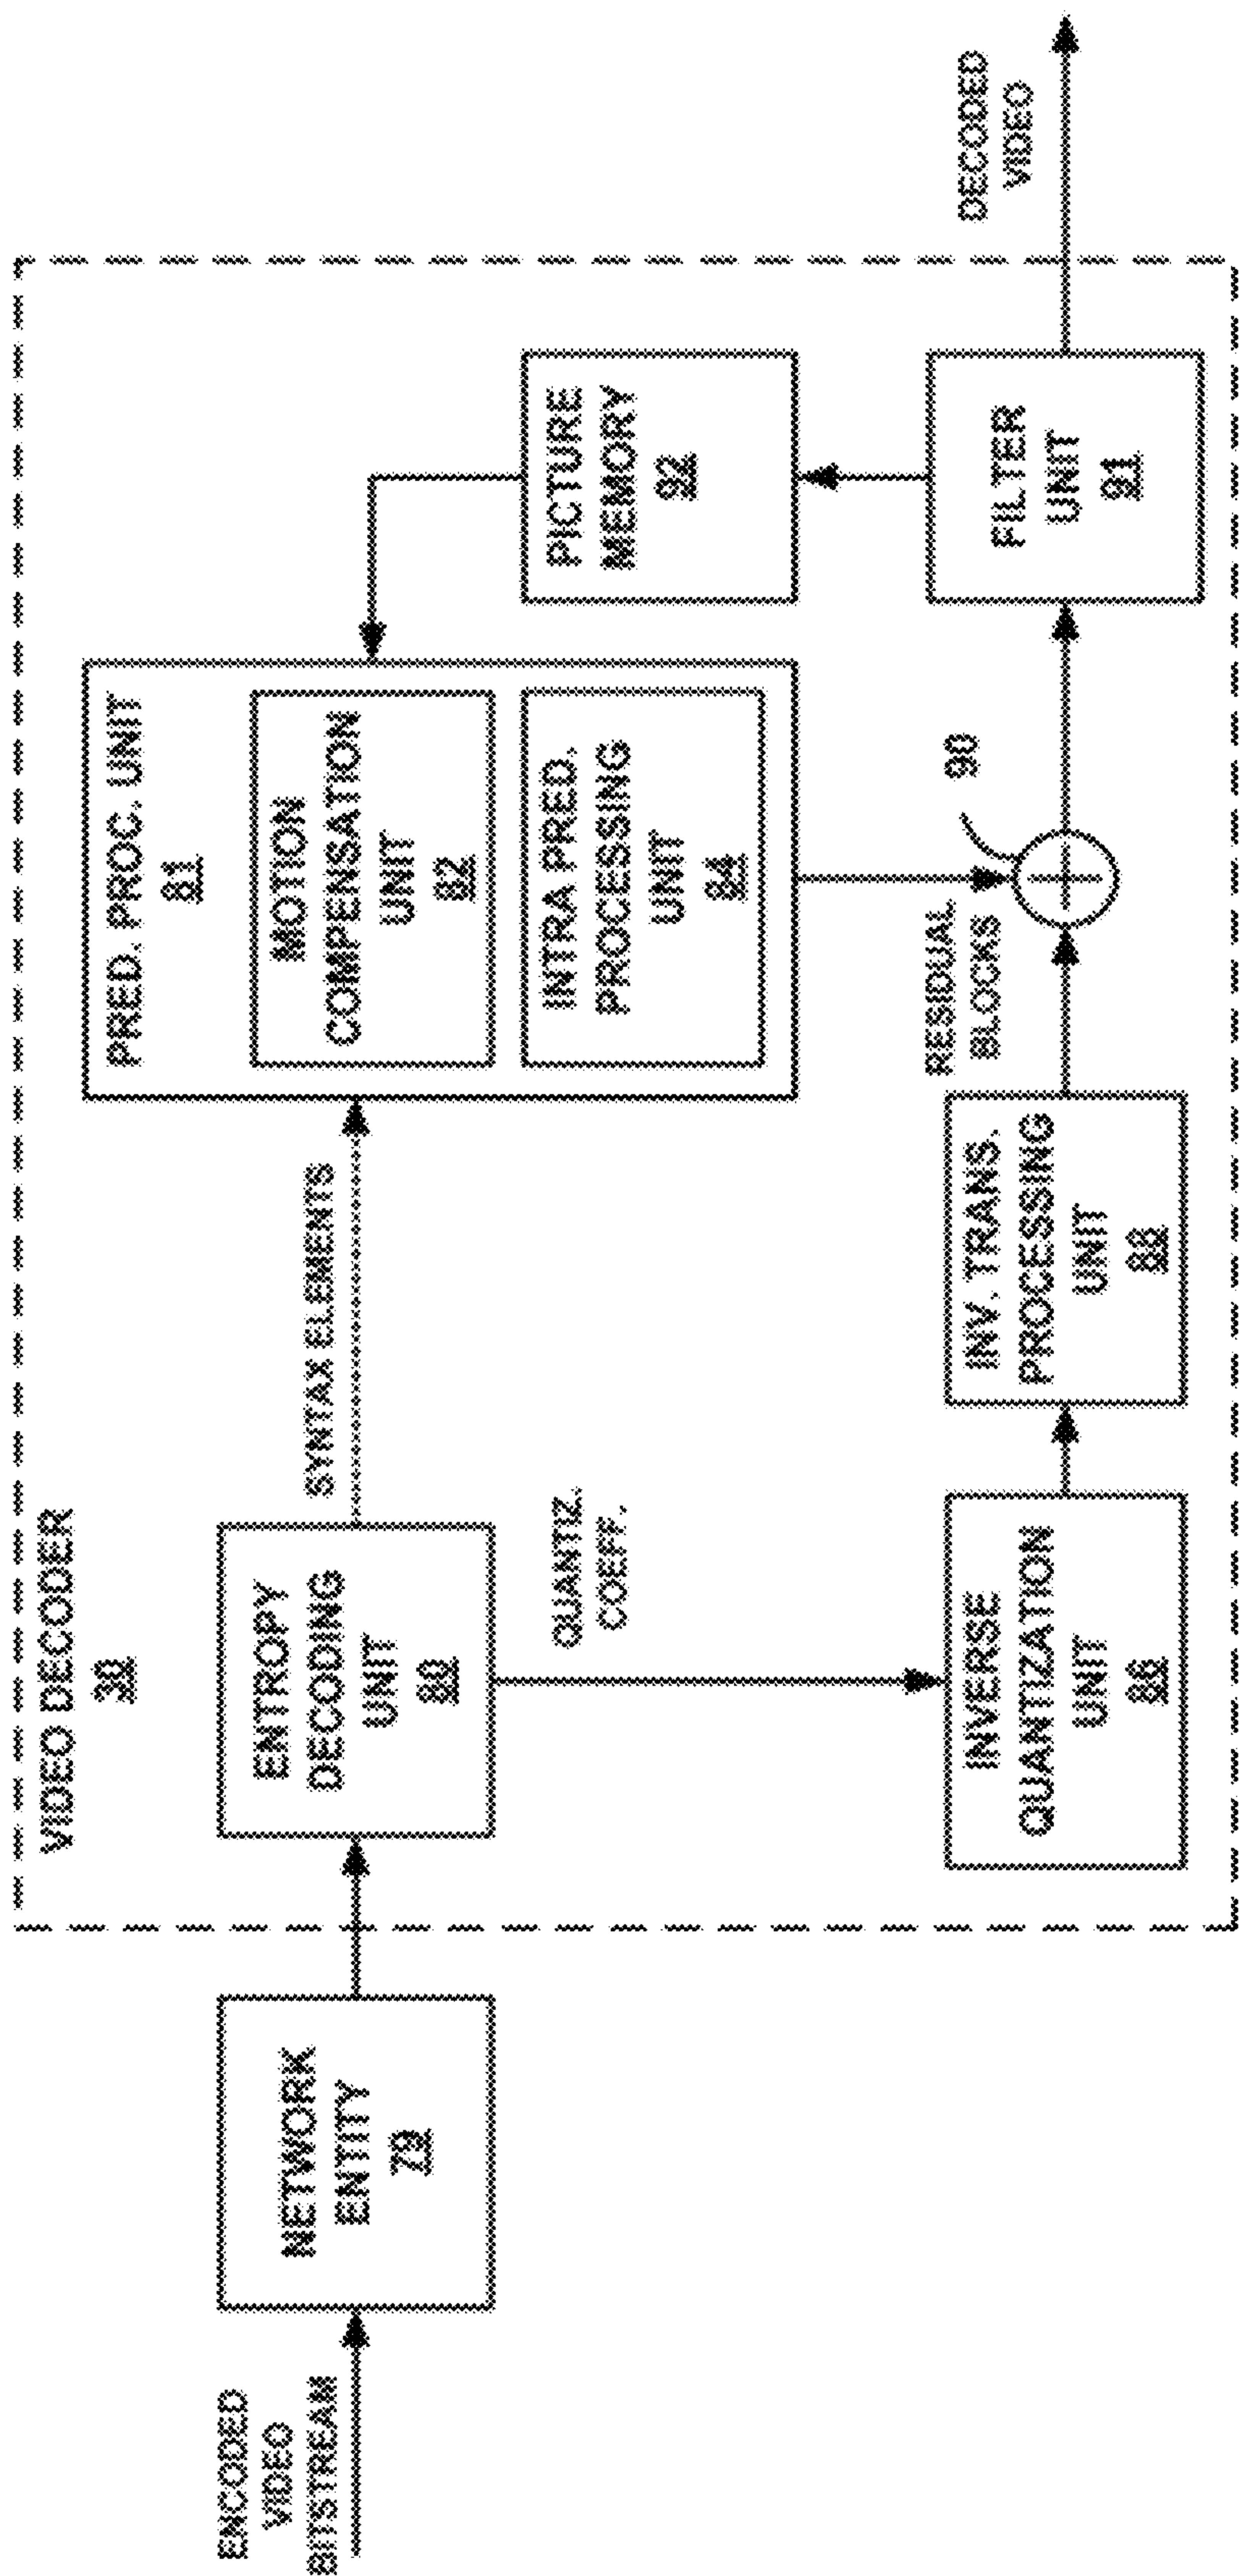 VIDEO DECODER
30
ENCODED
VIDEO
BITSTREAM
NETWORK
ENTITY
79
ENTROPY
DECODING
UNIT
80
SYNTAX ELEMENTS
PRED. PROC. UNIT
81
MOTION
COMPENSATION
UNIT
82
INTRA PRED.
PROCESSING
UNIT
84
PICTURE
MEMORY
92
QUANTIZ.
COEFF.
INVERSE
QUANTIZATION
UNIT
86
INV. TRANS.
PROCESSING
UNIT
88
RESIDUAL
BLOCKS
90
FILTER
UNIT
91
DECODED
VIDEO